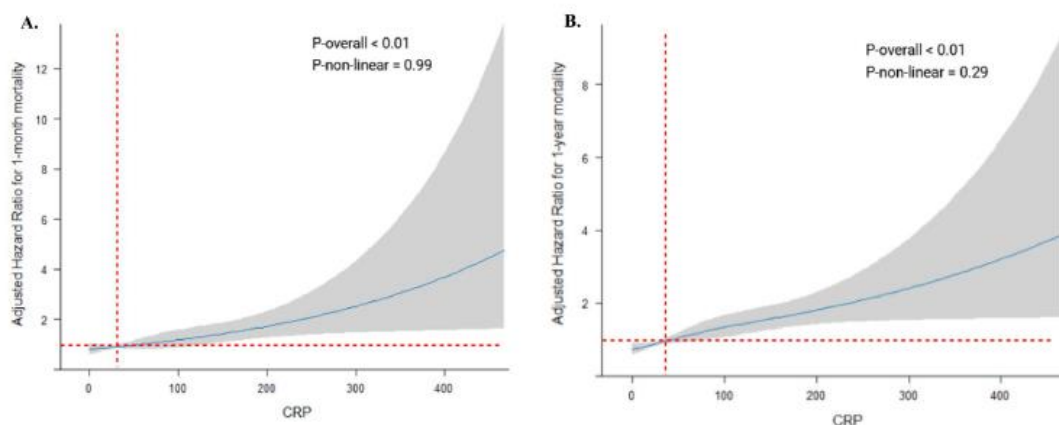 A.
P-overall < 0.01
P-non-linear = 0.99
Adjusted Hazard Ratio for 1-month mortality
12
10
8
6
4
2
0
100
200
300
400
CRP
B.
P-overall < 0.01
P-non-linear = 0.29
Adjusted Hazard Ratio for 1-year mortality
8
6
4
2
0
100
200
300
400
CRP